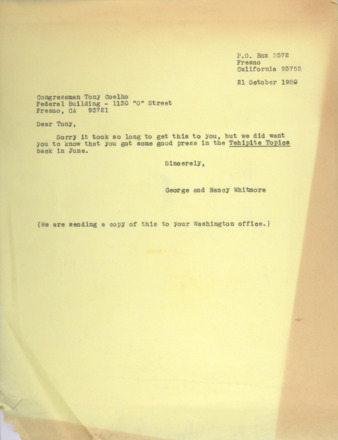 P.O. Box 5572
Fresno
California 93755
21 October 1980
Congressman Tony Coelho
Federal Building - 1130 "O" Street
Fresno, CA 93721
Dear Tony,
Sorry it took so long to get this to you, but we did want
you to know that you got some good press in the Tehipite Topics
back in June.
Sincerely,
George and Nancy Whitmore
(We are sending a copy of this to your Washington office.)